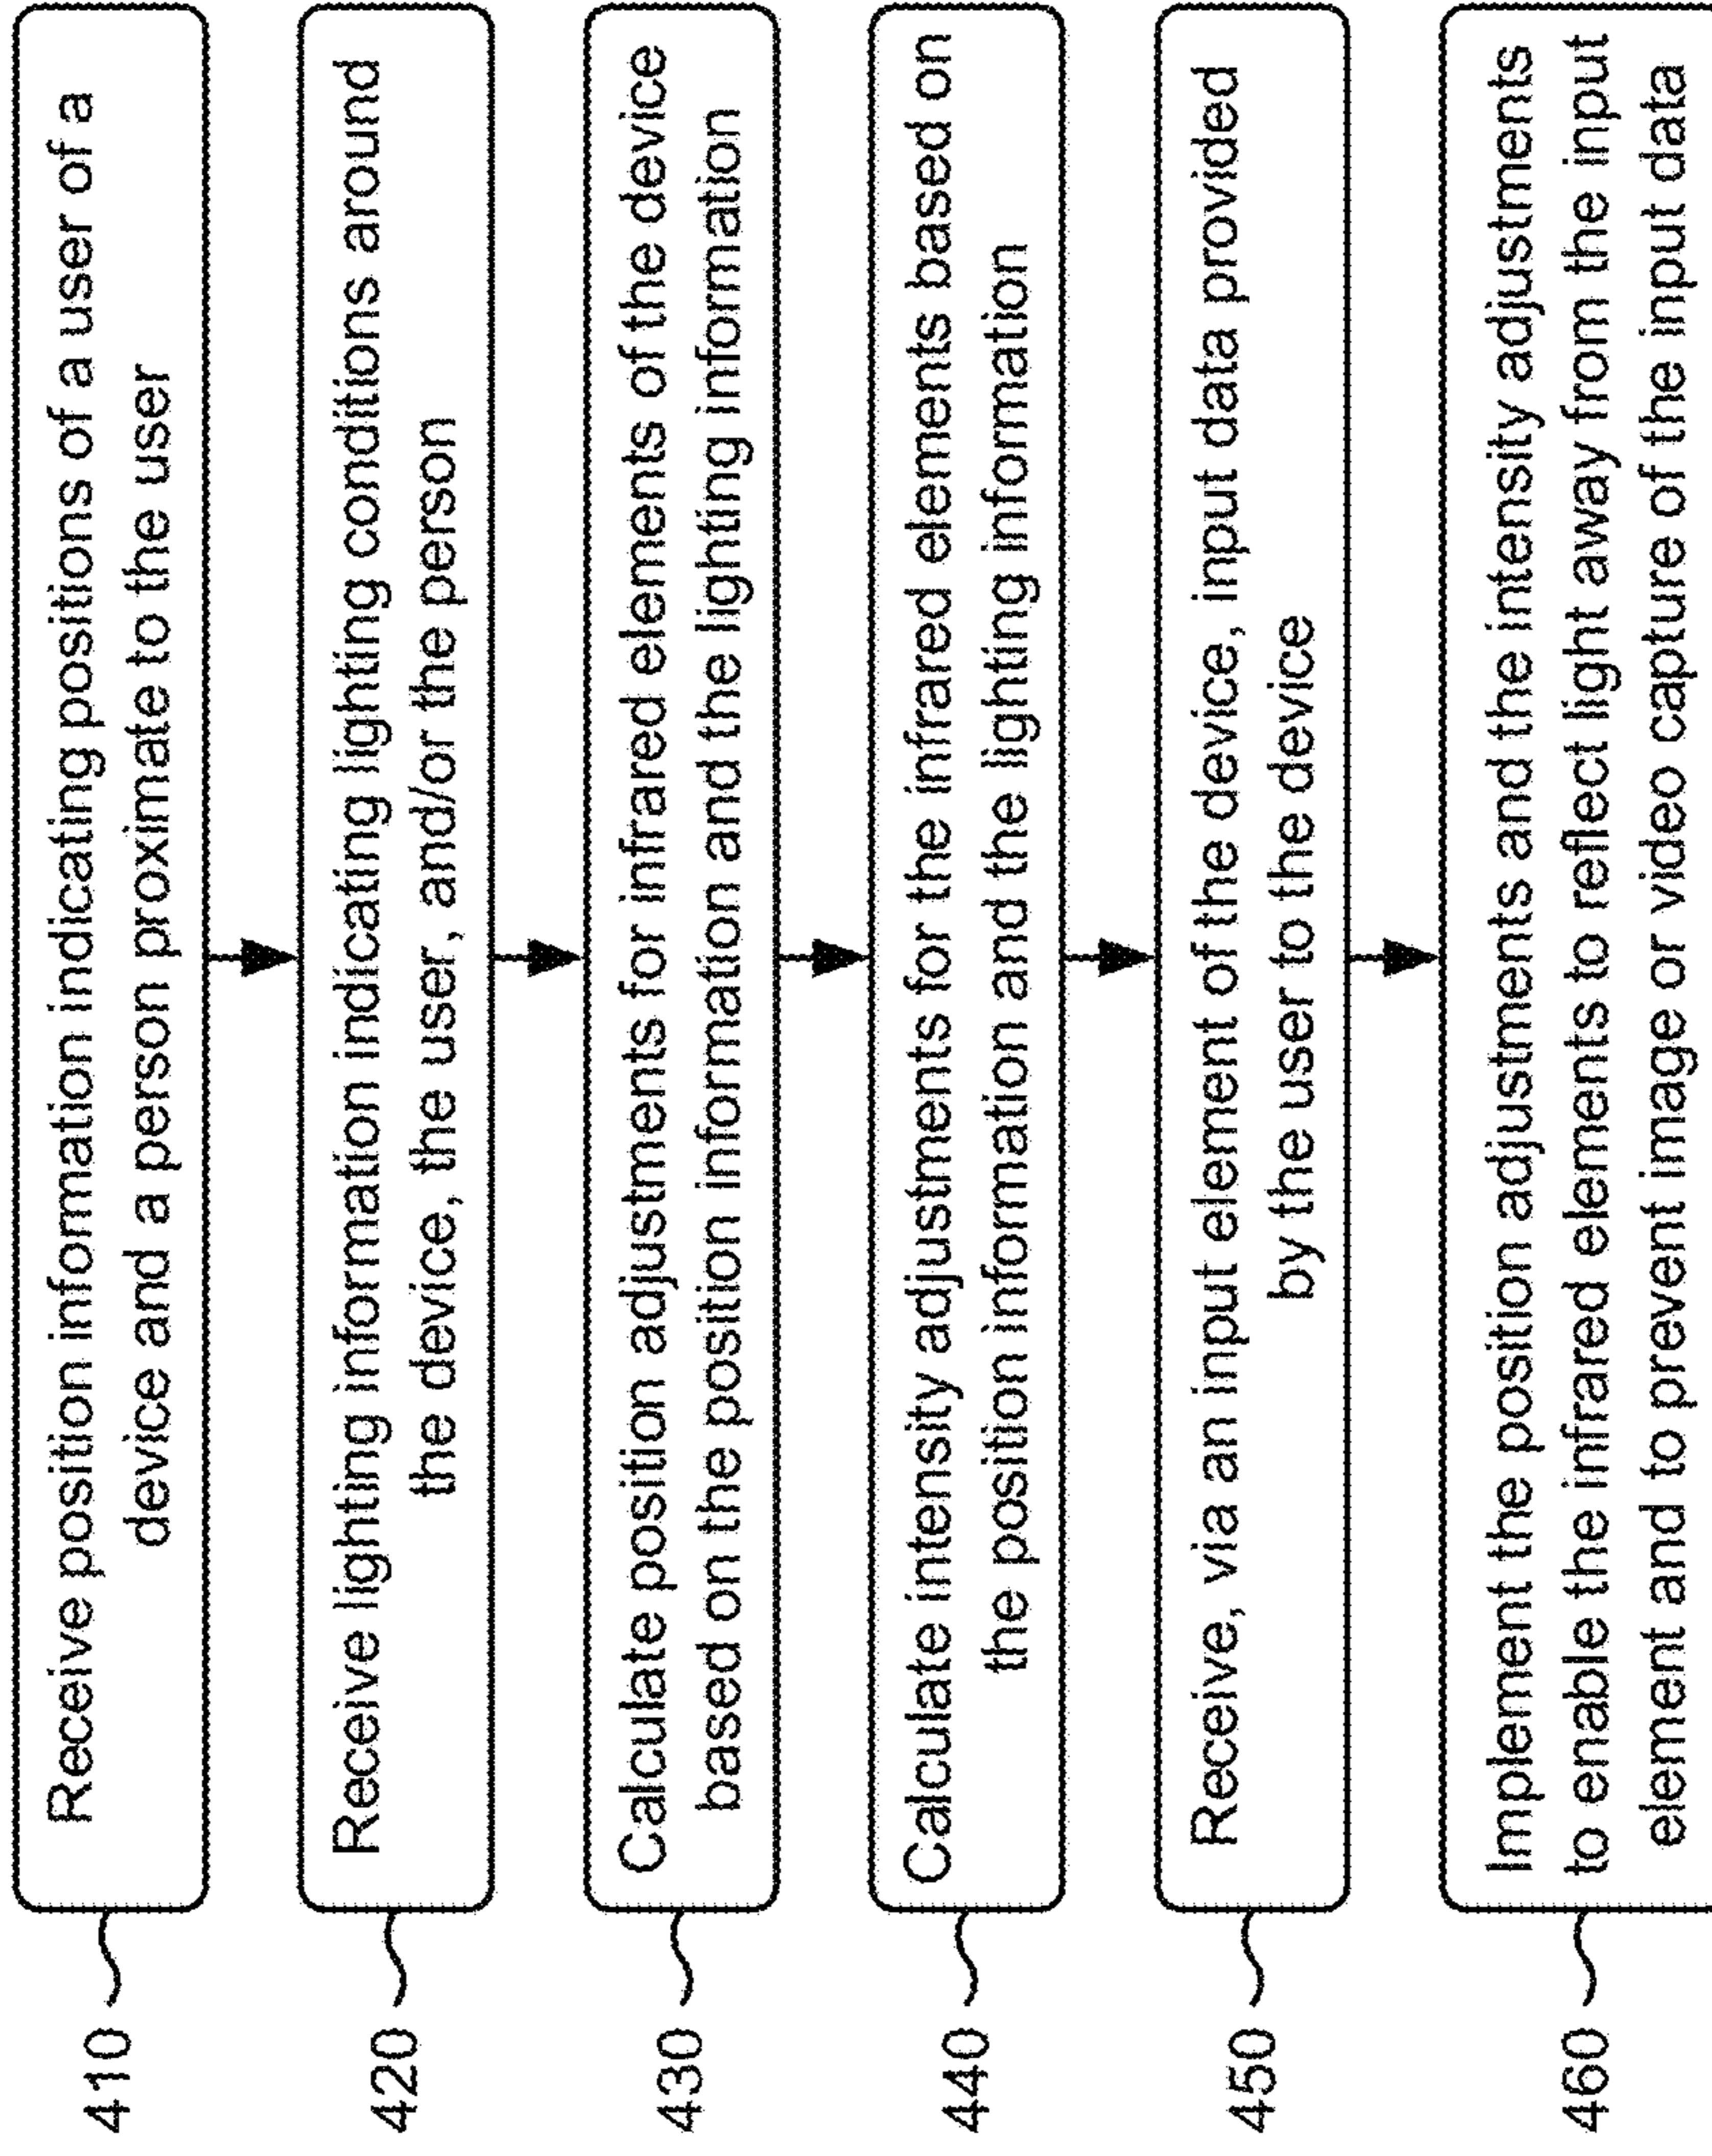 410
Receive position information indicating positions of a user of a
device and a person proximate to the user
420
Receive lighting information indicating lighting conditions around
the device, the user, and/or the person
430
Calculate position adjustments for infrared elements of the device
based on the position information and the lighting information
440
Calculate intensity adjustments for the infrared elements based on
the position information and the lighting information
450
Receive, via an input element of the device, input data provided
by the user to the device
460
Implement the position adjustments and the intensity adjustments
to enable the infrared elements to reflect light away from the input
element and to prevent image or video capture of the input data